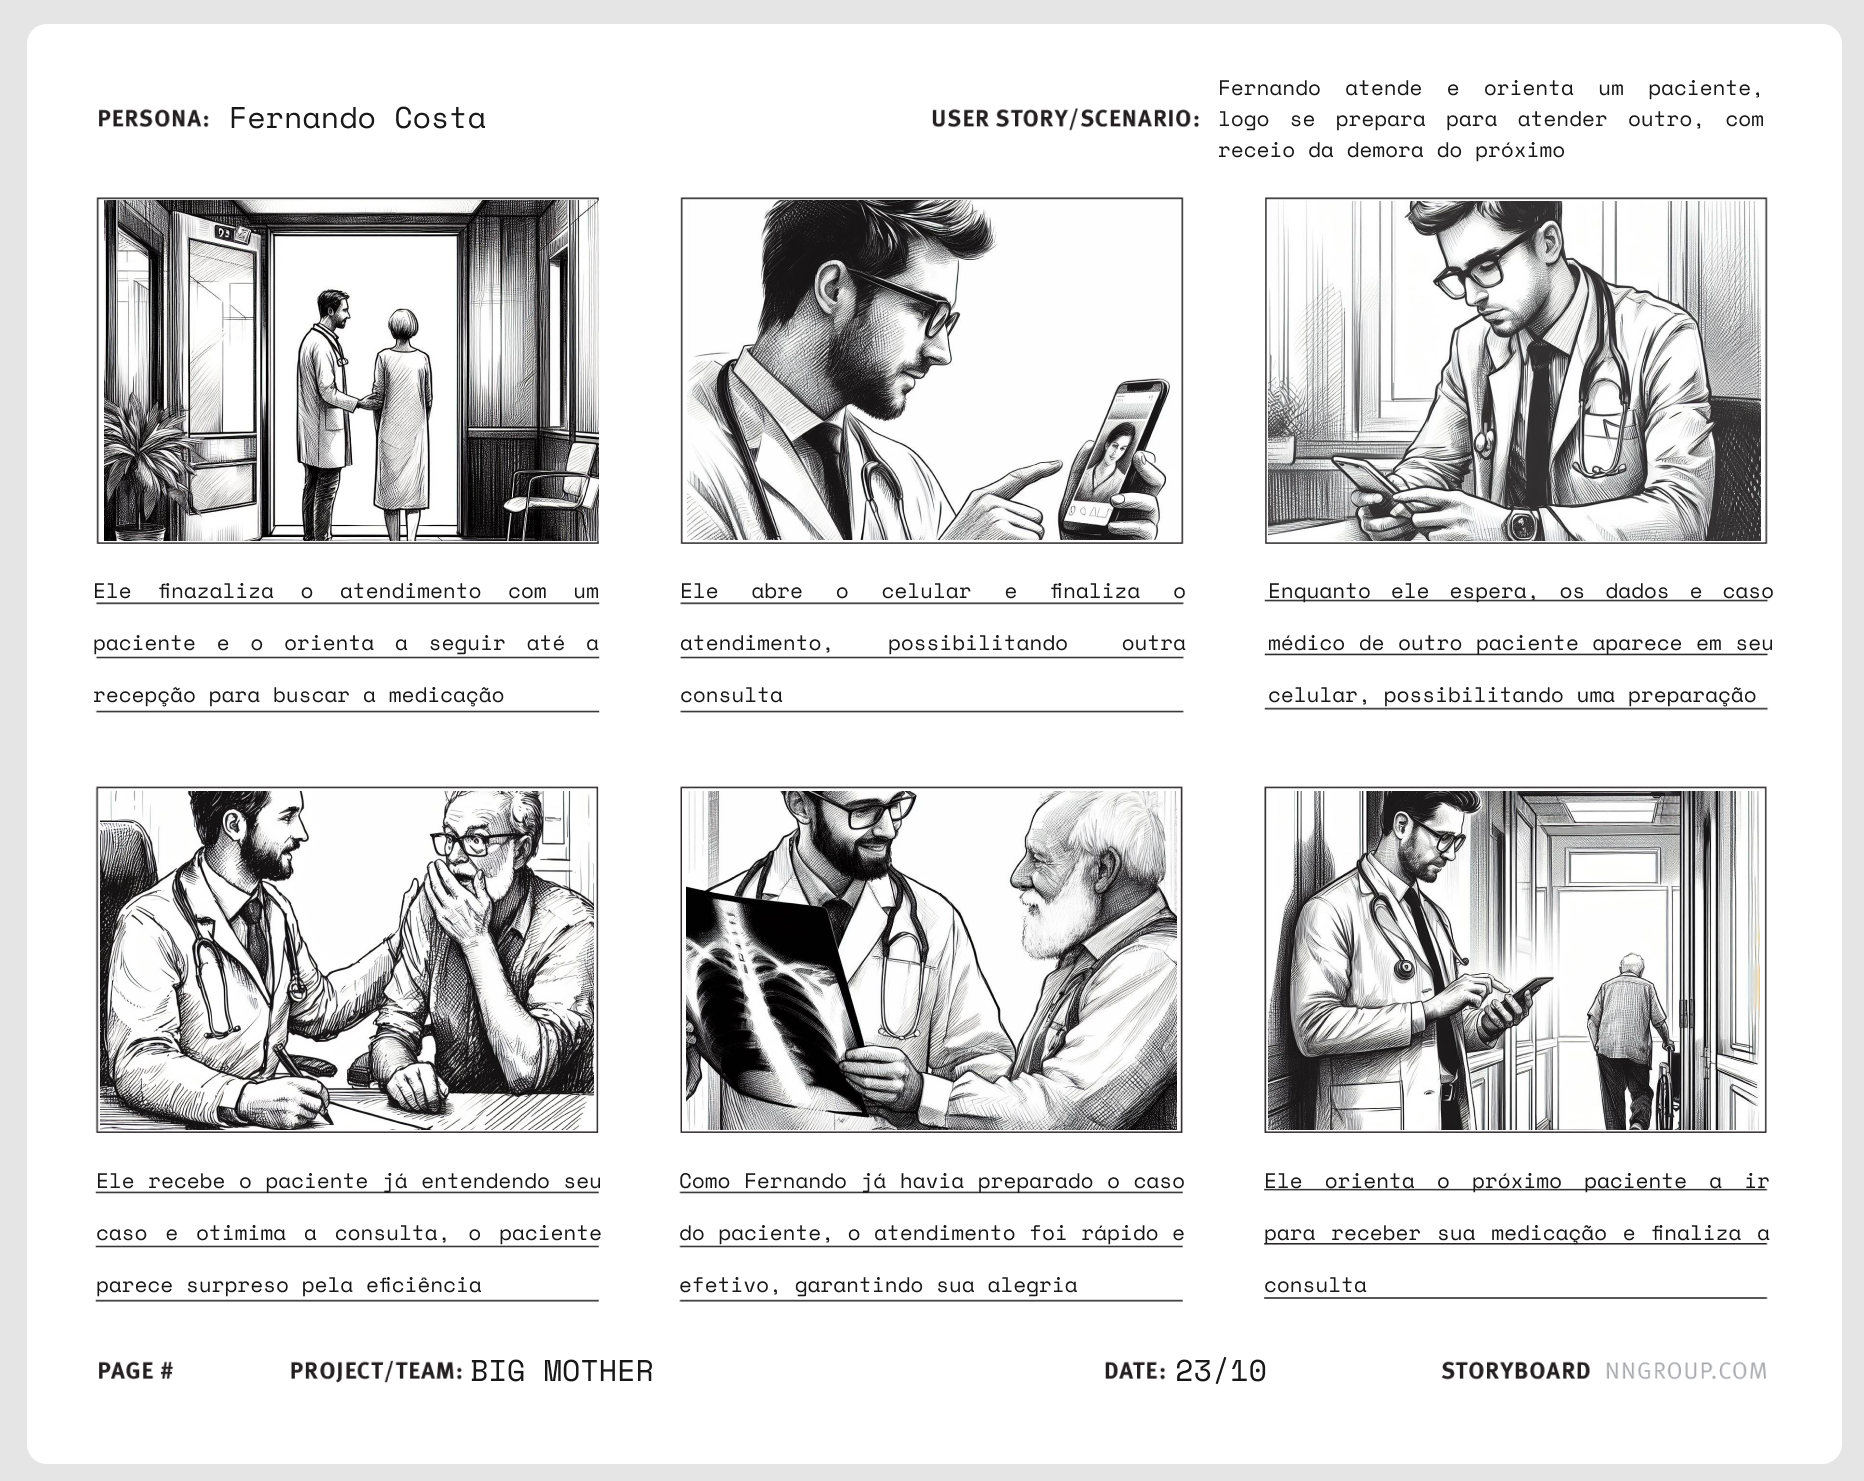 PERSONA: Fernando Costa
USER STORY/SCENARIO:
Fernando atende e orienta um paciente,
logo se prepara para atender outro, com
receio da demora do próximo
Ele finazaliza o atendimento com um
paciente e o orienta a seguir até a
recepção para buscar a medicação
Ele abre o celular e finaliza o
atendimento, possibilitando outra
consulta
Enquanto ele espera, os dados e caso
médico de outro paciente aparece em seu
celular, possibilitando uma preparação
Ele recebe o paciente já entendendo seu
caso e otimima a consulta, o paciente
parece surpreso pela eficiência
Como Fernando já havia preparado o caso
do paciente, o atendimento foi rápido e
efetivo, garantindo sua alegria
Ele orienta o próximo paciente a ir
para receber sua medicação e finaliza a
consulta
PAGE # PROJECT/TEAM: BIG MOTHER DATE: 23/10 STORYBOARD NNGROUP.COM